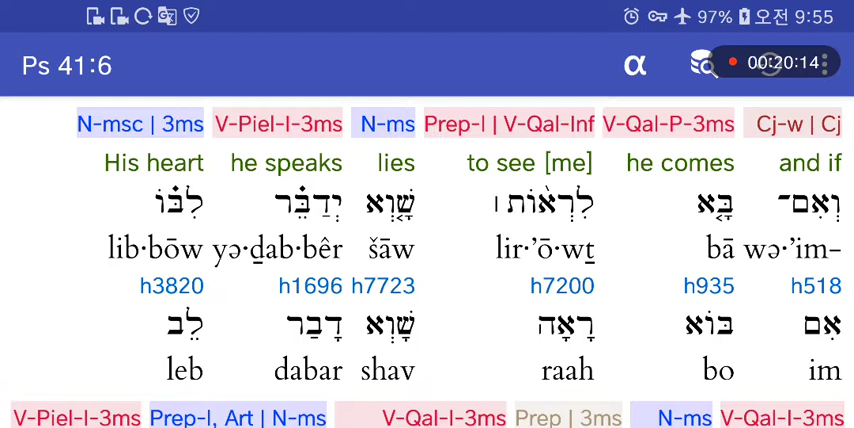 97% 오전 9:55
Ps 41:6 α 00:20:14
N-msc | 3ms V-Piel-I-3ms N-ms Prep-l | V-Qal-Inf V-Qal-P-3ms Cj-w | Cj
His heart he speaks lies to see [me] he comes and if
וְאִם־ בָּ֤א לִרְא֨וֹת ׀ שָׁ֤וְא יְדַבֵּ֗ר לִבּ֗וֹ
lib·bōw yə·ḏab·bêr šāw lir·’ō·wṯ bā wə·’im-
h3820 h1696 h7723 h7200 h935 h518
אִם בּוֹא רָאָה שָׁוְא דָבַר לֵב
leb dabar shav raah bo im
V-Piel-I-3ms Prep-l, Art | N-ms V-Qal-I-3ms Prep | 3ms N-ms V-Qal-I-3ms